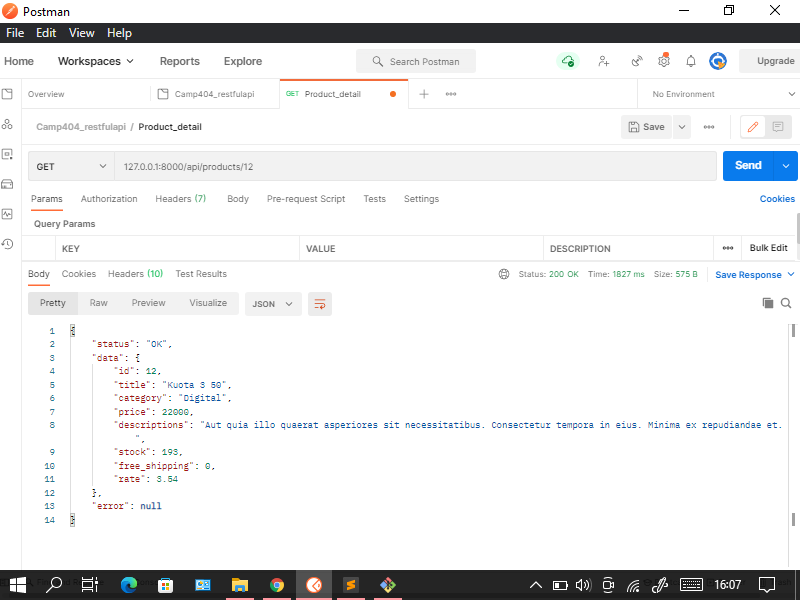 Postman
File Edit View Help
Home Workspaces Reports Explore Search Postman Upgrade
Overview Camp404_restfulapi GET Product_detail No Environment
Camp404_restfulapi / Product_detail Save
GET 127.0.0.1:8000/api/products/12 Send
Params Authorization Headers (7) Body Pre-request Script Tests Settings Cookies
Query Params
KEY VALUE DESCRIPTION Bulk Edit
Body Cookies Headers (10) Test Results Status: 200 OK Time: 1827 ms Size: 575 B Save Response
Pretty Raw Preview Visualize JSON
1 {
2 "status": "OK",
3 "data": {
4 "id": 12,
5 "title": "Kuota 3 50",
6 "category": "Digital",
7 "price": 22000,
8 "descriptions": "Aut quia illo quaerat asperiores sit necessitatibus. Consectetur tempora in eius. Minima ex repudiandae et.
",
9 "stock": 193,
10 "free_shipping": 0,
11 "rate": 3.54
12 },
13 "error": null
14 }
16:07